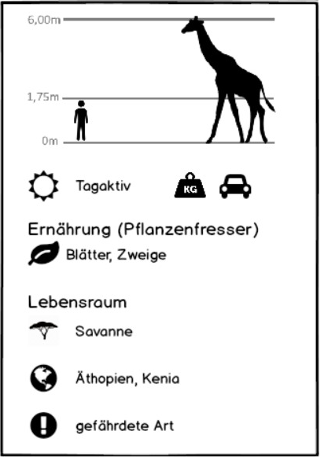 6,00m
1,75m
0m
Tagaktiv
KG
Ernährung (Pflanzenfresser)
Blätter, Zweige
Lebensraum
Savanne
Äthopien, Kenia
gefährdete Art